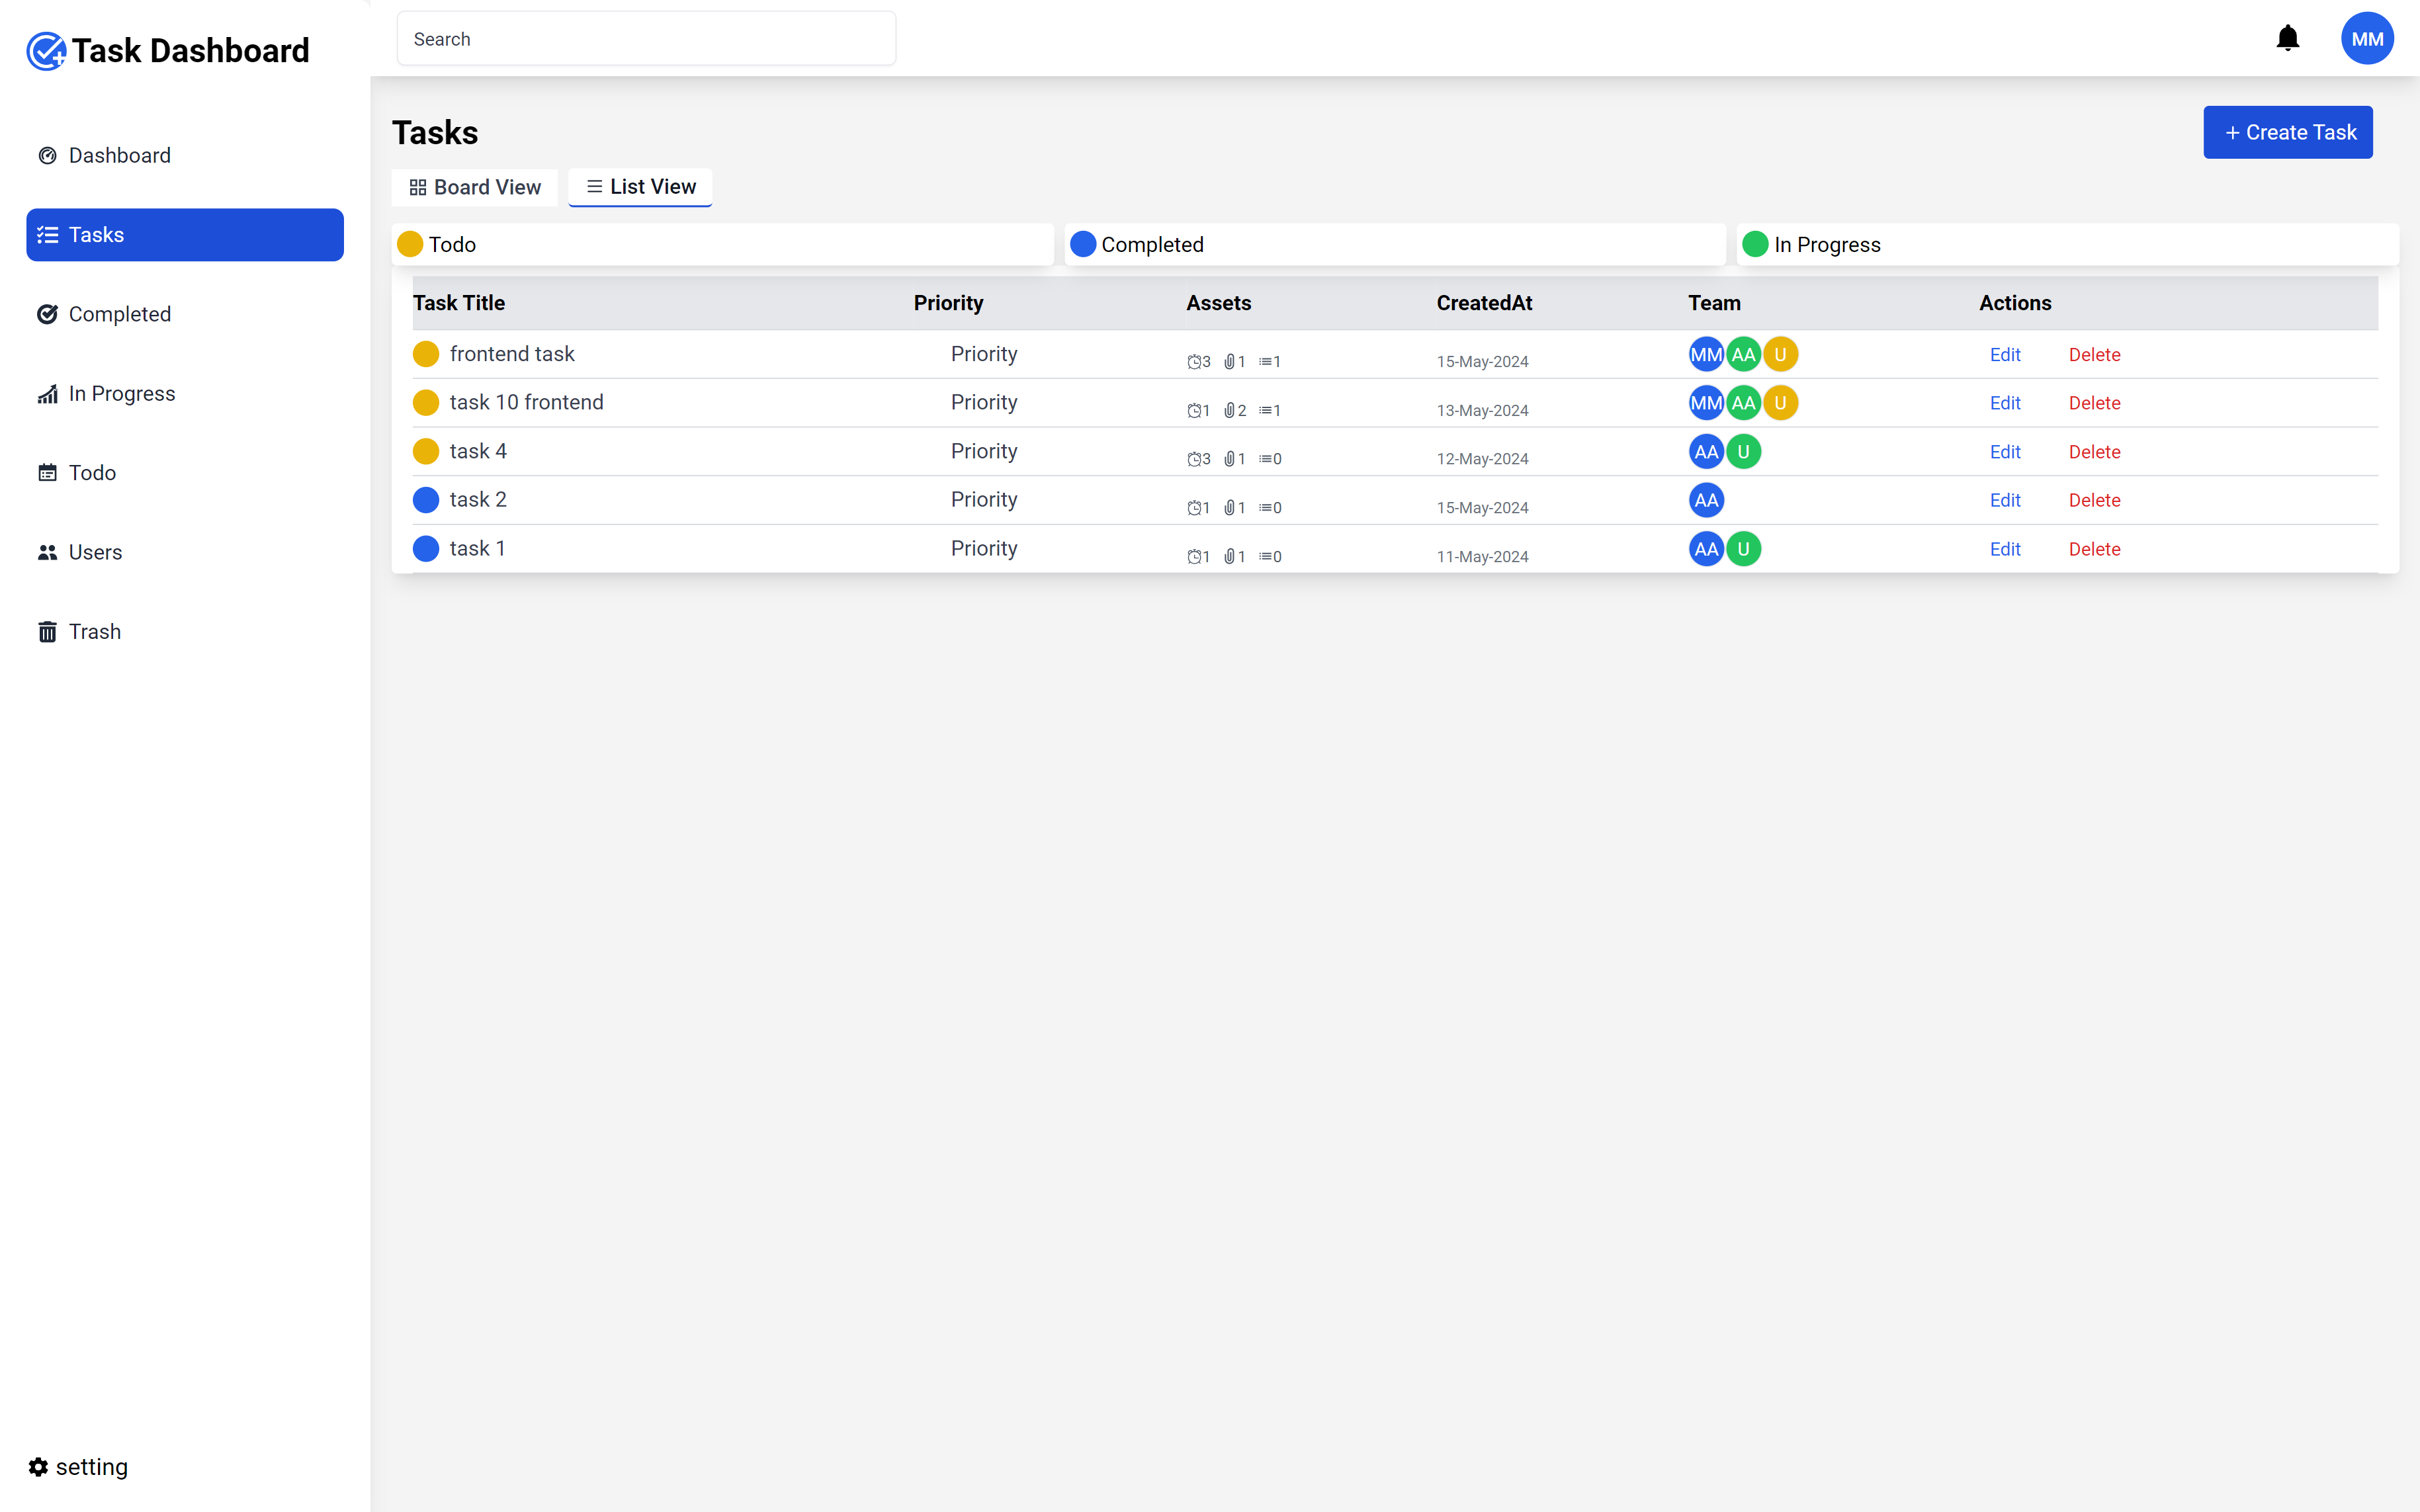 Task Dashboard
Search
MM
Dashboard
Tasks
Completed
In Progress
Todo
Users
Trash
setting
Tasks
+ Create Task
Board View
List View
Todo
Completed
In Progress
Task Title Priority Assets CreatedAt Team Actions
frontend task Priority 3 1 1 15-May-2024 MM AA U Edit Delete
task 10 frontend Priority 1 2 1 13-May-2024 MM AA U Edit Delete
task 4 Priority 3 1 0 12-May-2024 AA U Edit Delete
task 2 Priority 1 1 0 15-May-2024 AA Edit Delete
task 1 Priority 1 1 0 11-May-2024 AA U Edit Delete